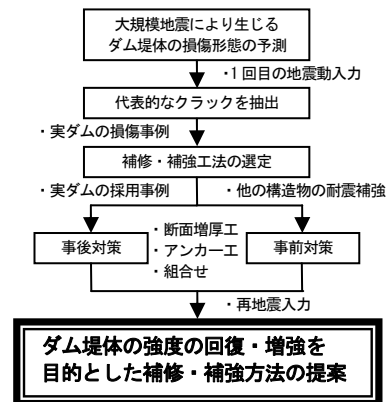 大規模地震により生じる
ダム堤体の損傷形態の予測
・1回目の地震動入力
代表的なクラックを抽出
・実ダムの損傷事例
補修・補強工法の選定
・実ダムの採用事例
・他の構造物の耐震補強
事後対策
・断面増厚工
・アンカー工
・組合せ
事前対策
・再地震入力
ダム堤体の強度の回復・増強を
目的とした補修・補強方法の提案